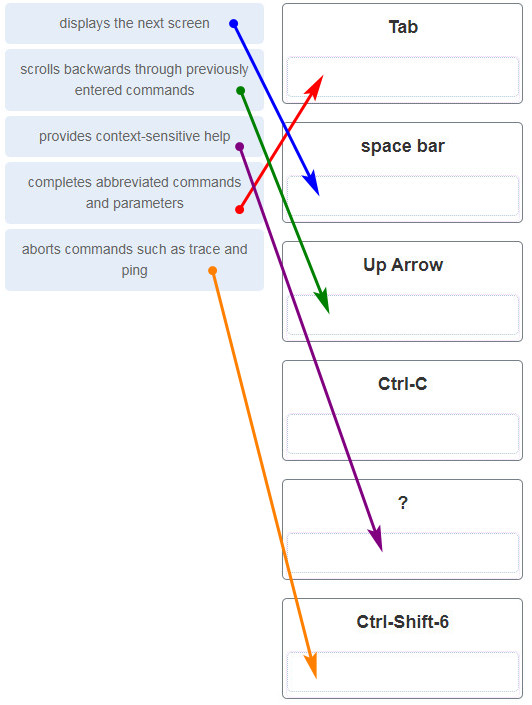 displays the next screen
scrolls backwards through previously
entered commands
provides context-sensitive help
completes abbreviated commands
and parameters
aborts commands such as trace and
ping
Tab
space bar
Up Arrow
Ctrl-C
?
Ctrl-Shift-6